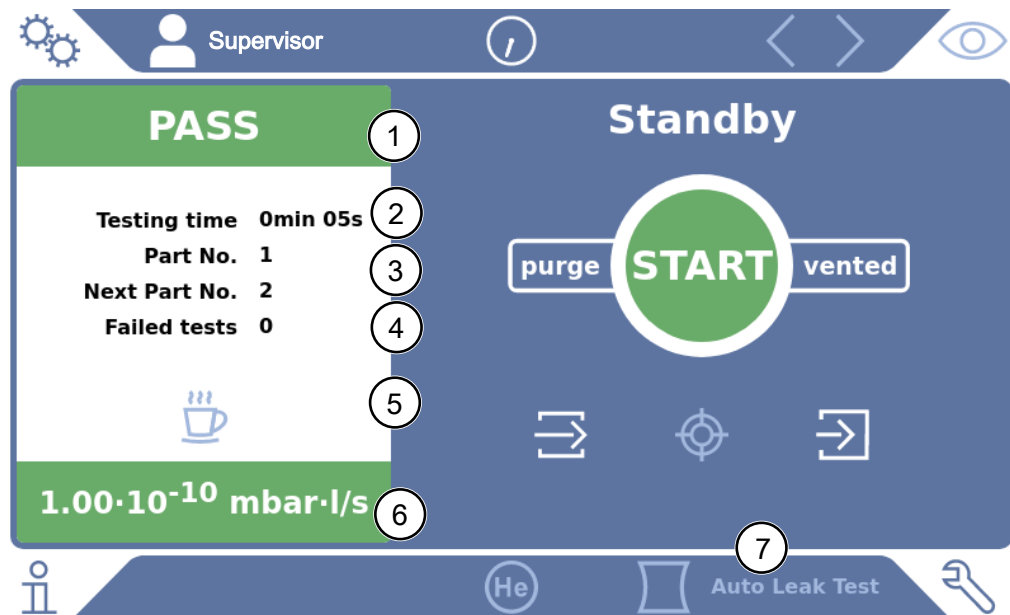 Supervisor
PASS
1
Testing time 0min 05s
2
Part No. 1
3
Next Part No. 2
Failed tests 0
4
5
1.00·10⁻¹⁰ mbar·l/s
6
Standby
purge
START
vented
7
He
Auto Leak Test